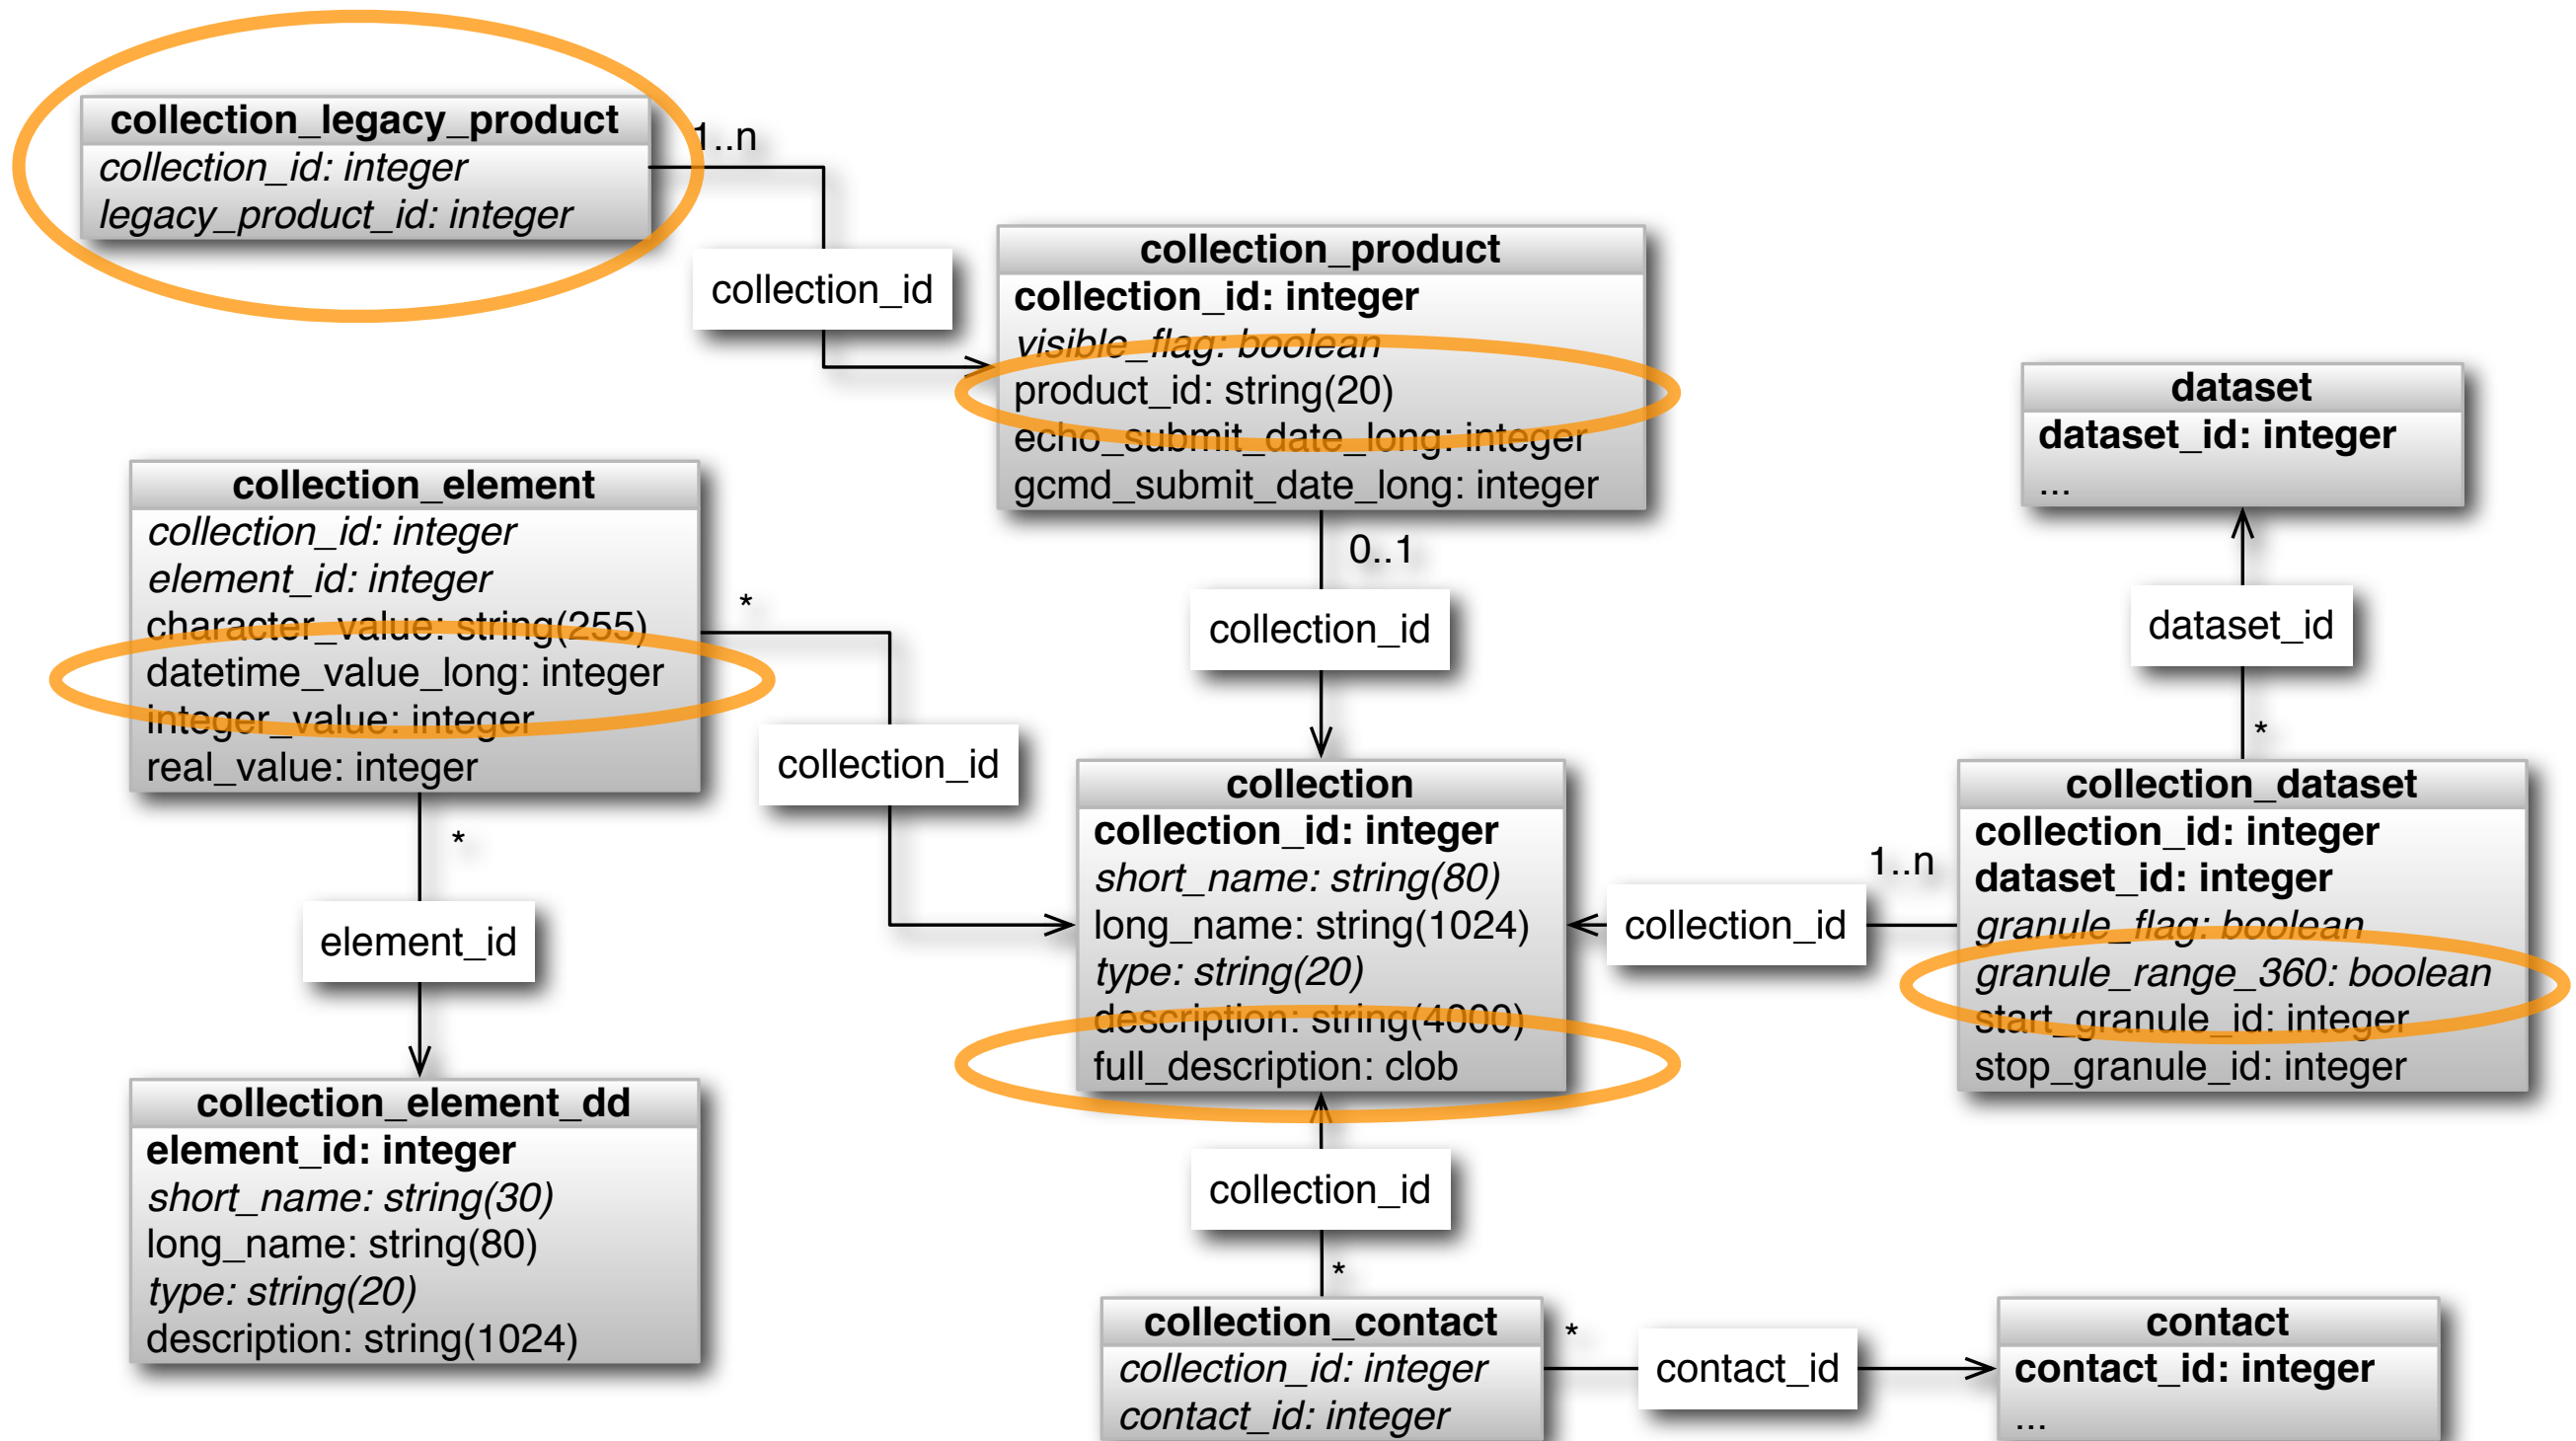 collection_legacy_product
collection_id: integer
legacy_product_id: integer
1..n
collection_id
collection_product
collection_id: integer
visible_flag: boolean
product_id: string(20)
echo_submit_date_long: integer
gcmd_submit_date_long: integer
0..1
collection_id
dataset
dataset_id: integer
...
dataset_id
*
collection_element
collection_id: integer
element_id: integer
character_value: string(255)
datetime_value_long: integer
integer_value: integer
real_value: integer
*
collection_id
*
element_id
collection
collection_id: integer
short_name: string(80)
long_name: string(1024)
type: string(20)
description: string(4000)
full_description: clob
1..n
collection_id
collection_dataset
collection_id: integer
dataset_id: integer
granule_flag: boolean
granule_range_360: boolean
start_granule_id: integer
stop_granule_id: integer
collection_element_dd
element_id: integer
short_name: string(30)
long_name: string(80)
type: string(20)
description: string(1024)
collection_id
*
collection_contact
collection_id: integer
contact_id: integer
*
contact_id
contact
contact_id: integer
...